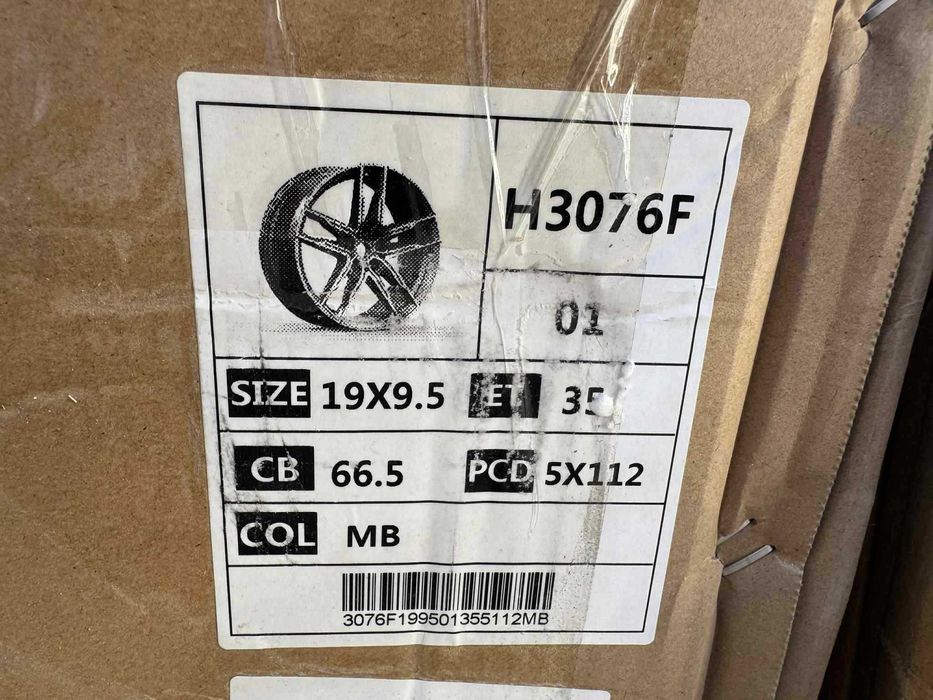 H3076F
01
SIZE 19X9.5 ET 35
CB 66.5 PCD 5X112
COL MB
3076F199501355112MB